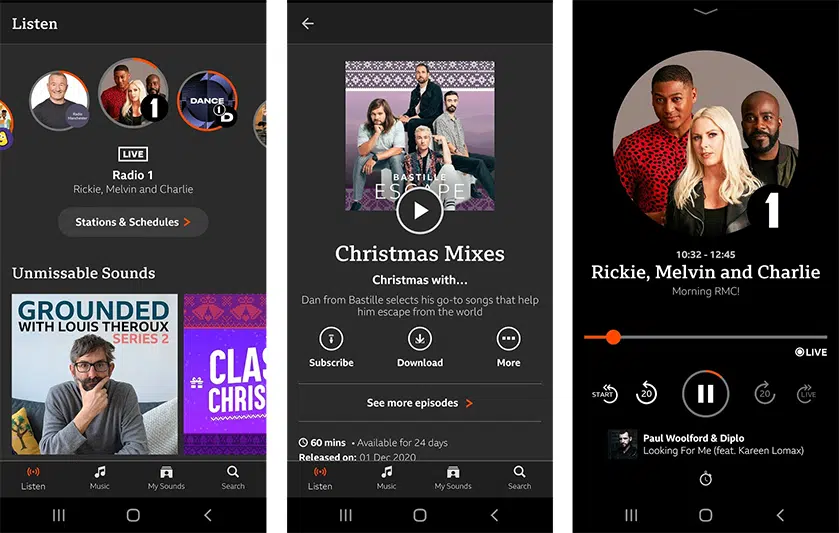 Listen
Radio Manchester
1
DANCE
1
D
LIVE
Radio 1
Rickie, Melvin and Charlie
Stations & Schedules
Unmissable Sounds
GROUNDED
WITH LOUIS THEROUX
SERIES 2
CLAS
CHRIS
Listen
Music
My Sounds
Search
BASTILLE
ESCAPE
Christmas Mixes
Christmas with...
Dan from Bastille selects his go-to songs that help
him escape from the world
Subscribe
Download
More
See more episodes
60 mins • Available for 24 days
Released on: 01 Dec 2020
Listen
Music
My Sounds
Search
1
10:32 - 12:45
Rickie, Melvin and Charlie
Morning RMC!
LIVE
START
20
20
LIVE
Paul Woolford & Diplo
Looking For Me (feat. Kareen Lomax)